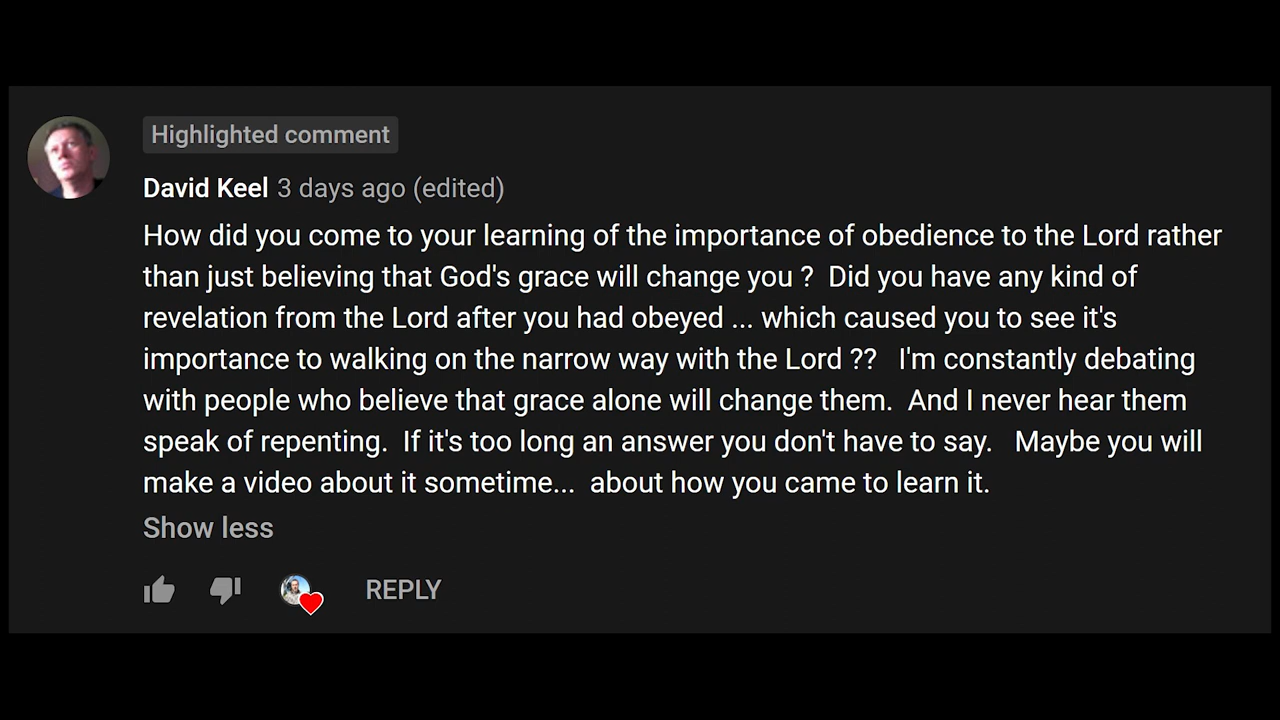 Highlighted comment
David Keel 3 days ago (edited)
How did you come to your learning of the importance of obedience to the Lord rather
than just believing that God's grace will change you ?  Did you have any kind of
revelation from the Lord after you had obeyed ... which caused you to see it's
importance to walking on the narrow way with the Lord ??   I'm constantly debating
with people who believe that grace alone will change them.  And I never hear them
speak of repenting.  If it's too long an answer you don't have to say.   Maybe you will
make a video about it sometime...  about how you came to learn it.
Show less
REPLY